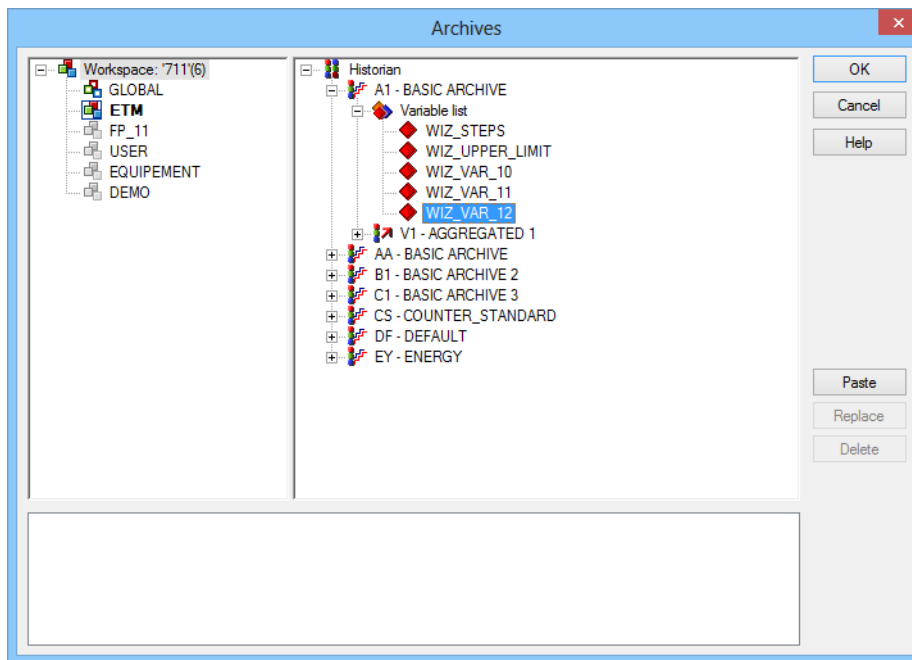 Archives
Workspace: '711'(6)
GLOBAL
ETM
FP_11
USER
EQUIPEMENT
DEMO
Historian
A1 - BASIC ARCHIVE
Variable list
WIZ_STEPS
WIZ_UPPER_LIMIT
WIZ_VAR_10
WIZ_VAR_11
WIZ_VAR_12
V1 - AGGREGATED 1
AA - BASIC ARCHIVE
B1 - BASIC ARCHIVE 2
C1 - BASIC ARCHIVE 3
CS - COUNTER_STANDARD
DF - DEFAULT
EY - ENERGY
OK
Cancel
Help
Paste
Replace
Delete